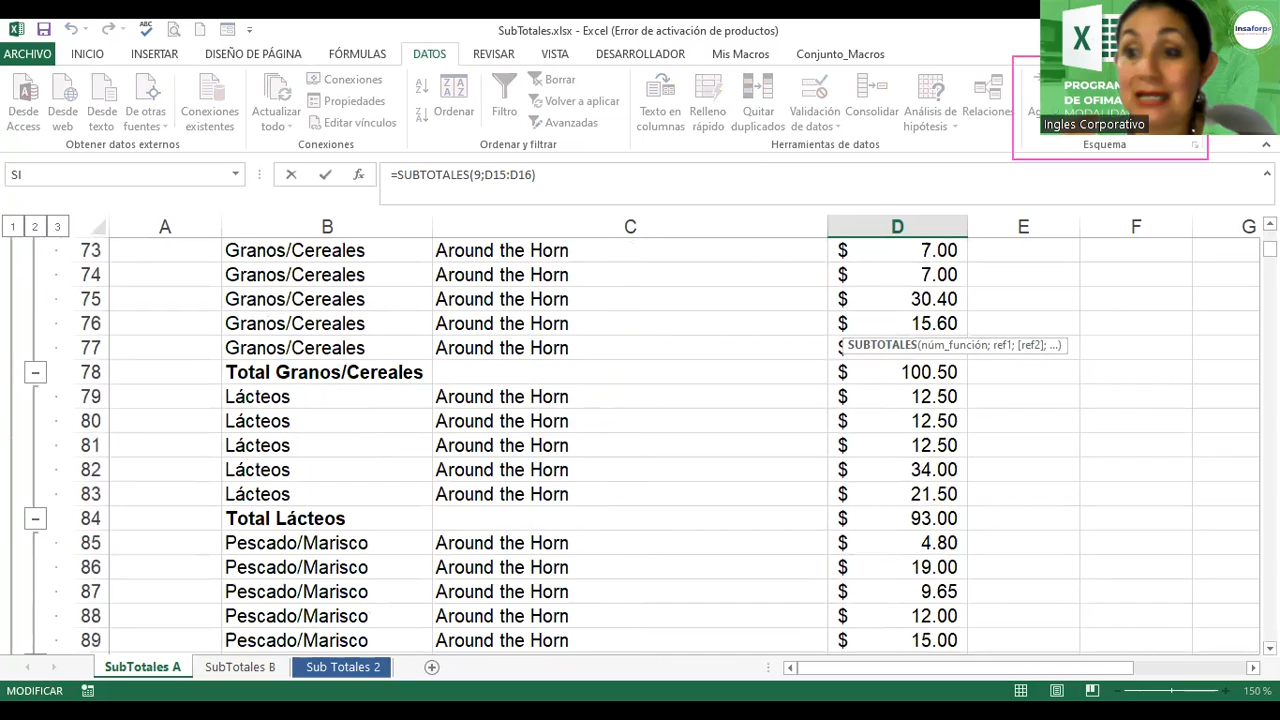 SubTotales.xlsx - Excel (Error de activación de productos)
ARCHIVO INICIO INSERTAR DISEÑO DE PÁGINA FÓRMULAS DATOS REVISAR VISTA DESARROLLADOR Mis Macros Conjunto_Macros
Desde Access
Desde web
Desde texto
De otras fuentes
Conexiones existentes
Obtener datos externos
Actualizar todo
Conexiones
Propiedades
Editar vínculos
Conexiones
Ordenar
Filtro
Borrar
Volver a aplicar
Avanzadas
Ordenar y filtrar
Texto en columnas
Relleno rápido
Quitar duplicados
Validación de datos
Consolidar
Análisis de hipótesis
Relaciones
Herramientas de datos
Esquema
insaforp
PROGRAM
DE OFIMA
MODALIDA
Ingles Corporativo
SI =SUBTOTALES(9;D15:D16)
1 2 3 A B C D E F G
73 Granos/Cereales Around the Horn $ 7.00
74 Granos/Cereales Around the Horn $ 7.00
75 Granos/Cereales Around the Horn $ 30.40
76 Granos/Cereales Around the Horn $ 15.60
77 Granos/Cereales Around the Horn $
SUBTOTALES(núm_función; ref1; [ref2]; ...)
78 Total Granos/Cereales $ 100.50
79 Lácteos Around the Horn $ 12.50
80 Lácteos Around the Horn $ 12.50
81 Lácteos Around the Horn $ 12.50
82 Lácteos Around the Horn $ 34.00
83 Lácteos Around the Horn $ 21.50
84 Total Lácteos $ 93.00
85 Pescado/Marisco Around the Horn $ 4.80
86 Pescado/Marisco Around the Horn $ 19.00
87 Pescado/Marisco Around the Horn $ 9.65
88 Pescado/Marisco Around the Horn $ 12.00
89 Pescado/Marisco Around the Horn $ 15.00
SubTotales A SubTotales B Sub Totales 2
MODIFICAR 150 %